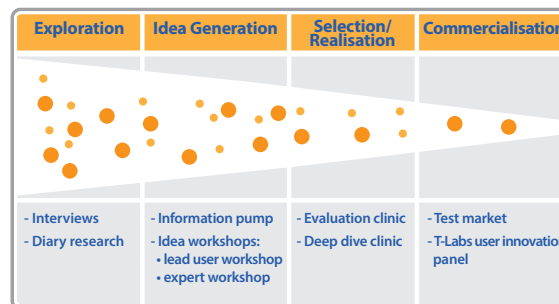 Exploration
Idea Generation
Selection/
Realisation
Commercialisation
- Interviews
- Diary research
- Information pump
- Idea workshops:
• lead user workshop
• expert workshop
- Evaluation clinic
- Deep dive clinic
- Test market
- T-Labs user innovation
panel